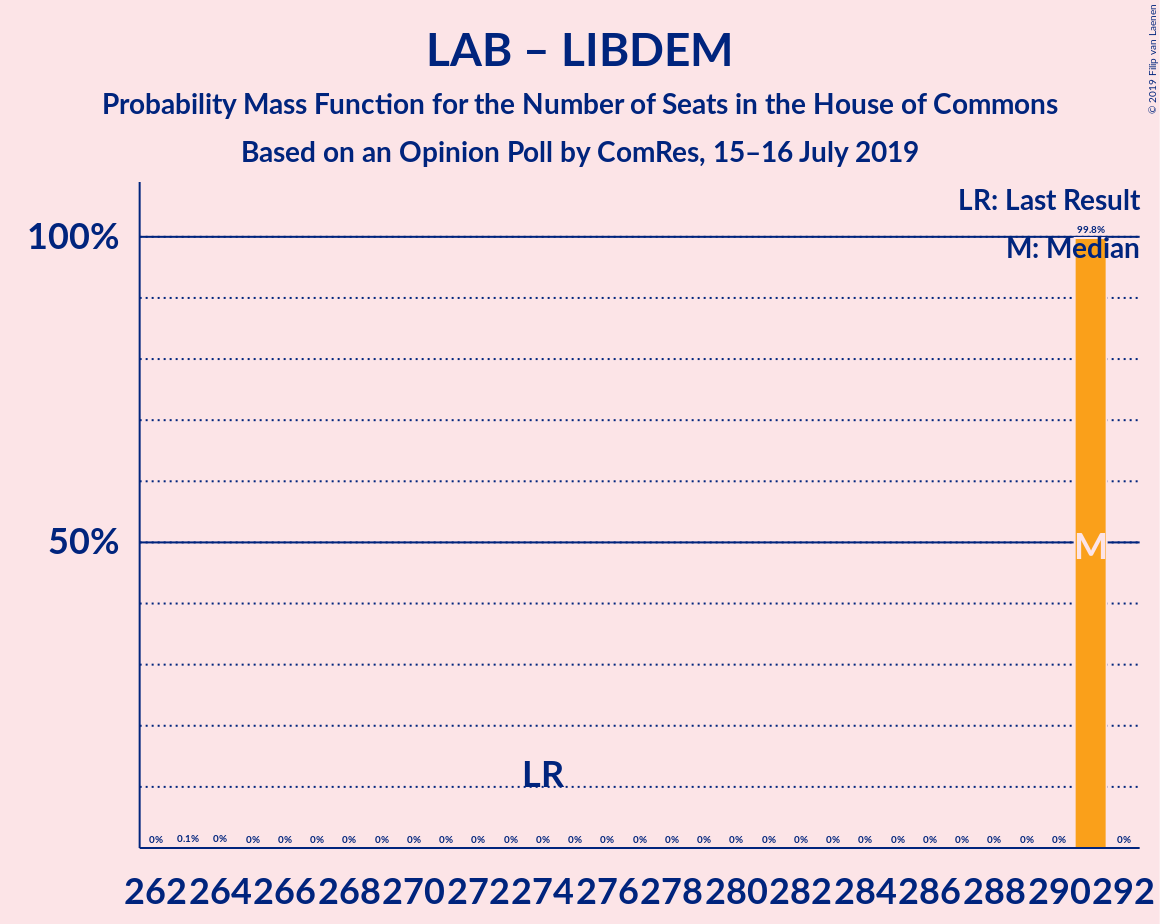 LAB – LIBDEM
Probability Mass Function for the Number of Seats in the House of Commons
Based on an Opinion Poll by ComRes, 15–16 July 2019
© 2019 Filip van Laenen
LR: Last Result
M: Median
100%
50%
99.8%
M
LR
0% 0.1% 0% 0% 0% 0% 0% 0% 0% 0% 0% 0% 0% 0% 0% 0% 0% 0% 0% 0% 0% 0% 0% 0% 0% 0% 0% 0% 0% 0%
262 264 266 268 270 272 274 276 278 280 282 284 286 288 290 292